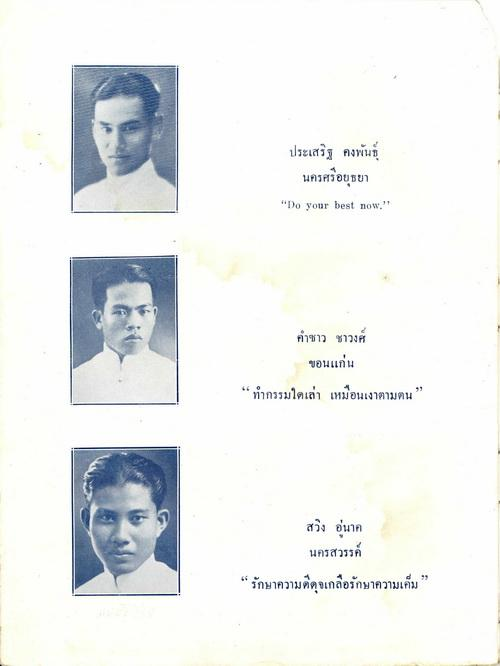 ประเสริฐ คงพันธุ์
นครศรีอยุธยา
“Do your best now.”
คำซาว ซาวงศ์
ขอนแก่น
“ทำกรรมใดเล่า เหมือนเงาตามตน”
สวิง อู่นาค
นครสวรรค์
“รักษาความดีดุจเกลือรักษาความเค็ม”